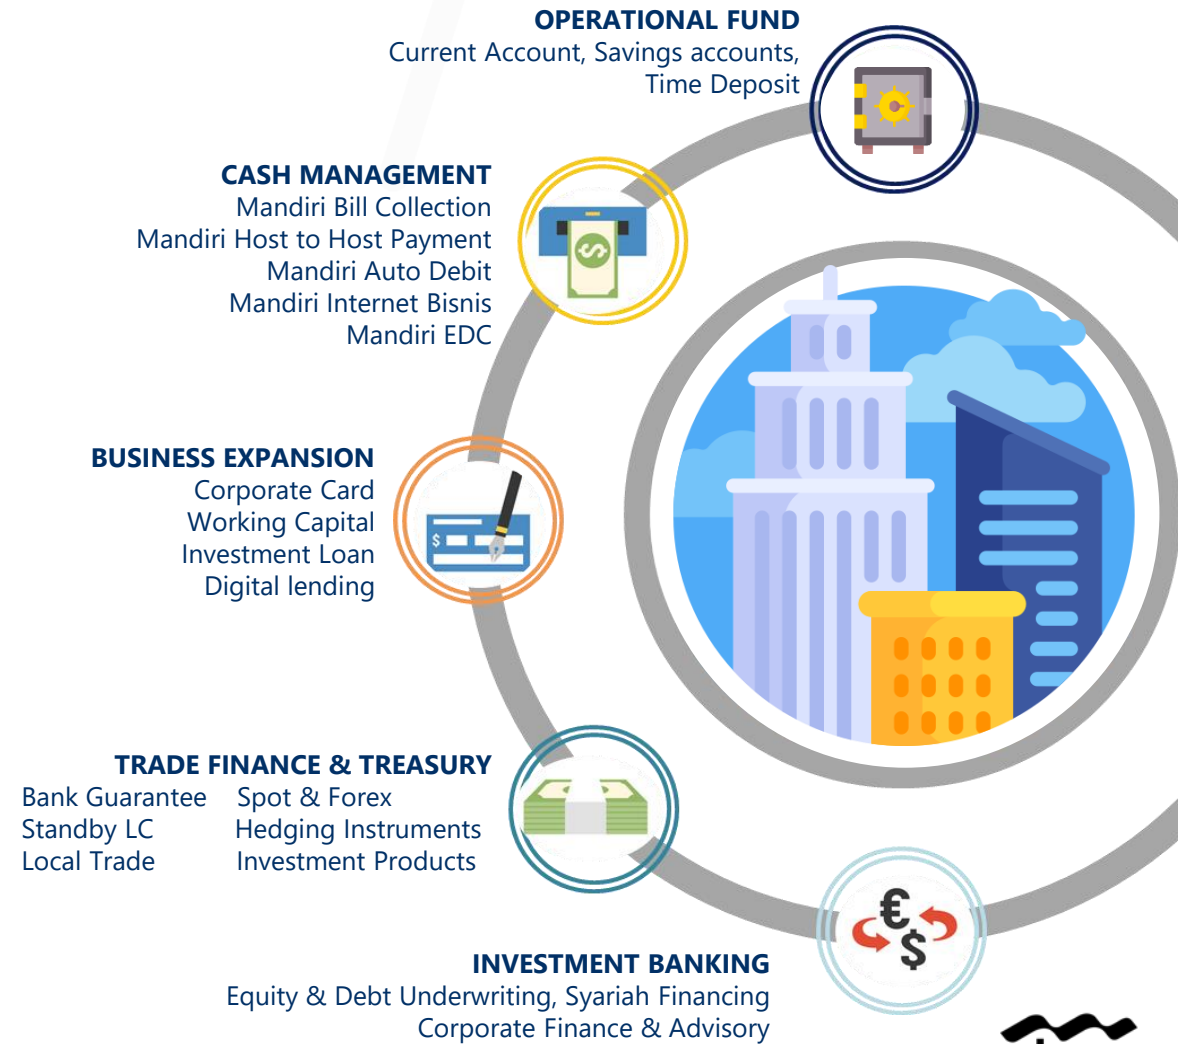 OPERATIONAL FUND
Current Account, Savings accounts,
Time Deposit
CASH MANAGEMENT
Mandiri Bill Collection
Mandiri Host to Host Payment
Mandiri Auto Debit
Mandiri Internet Bisnis
Mandiri EDC
BUSINESS EXPANSION
Corporate Card
Working Capital
Investment Loan
Digital lending
TRADE FINANCE & TREASURY
Bank Guarantee Spot & Forex
Standby LC Hedging Instruments
Local Trade Investment Products
INVESTMENT BANKING
Equity & Debt Underwriting, Syariah Financing
Corporate Finance & Advisory